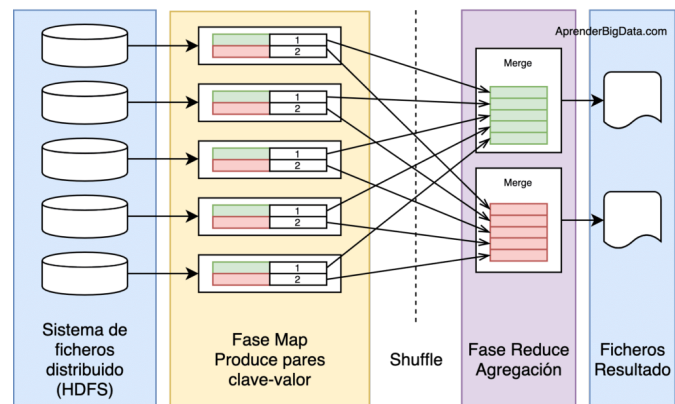 AprenderBigData.com
1
2
1
2
1
2
1
2
1
2
Merge
Merge
Sistema de
ficheros
distribuido
(HDFS)
Fase Map
Produce pares
clave-valor
Shuffle
Fase Reduce
Agregación
Ficheros
Resultado